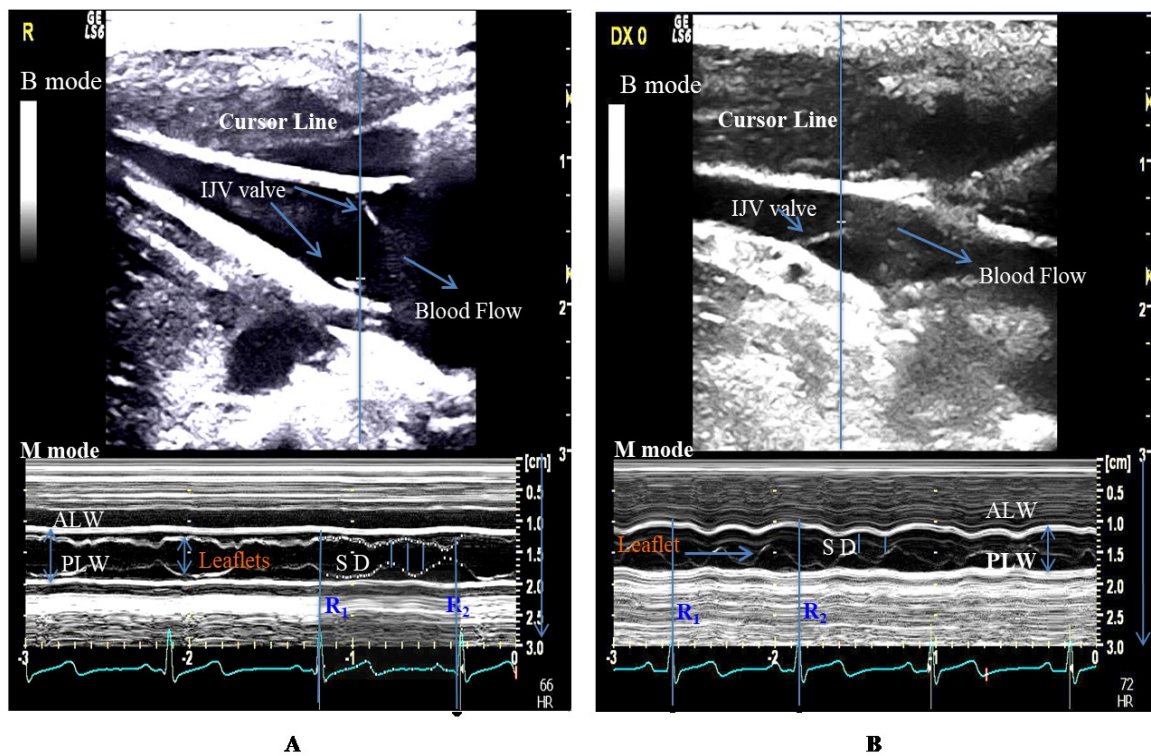 R
GE
LS6
B mode
Cursor Line
1
IJV valve
Blood Flow
2
3
M mode
[cm]
0.5
ALW
1.0
Leaflets
S D
1.5
PLW
2.0
R1
R2
2.5
3.0
-3
-2
-1
0
66
HR
A
DX 0
GE
LS6
B mode
Cursor Line
1
IJV valve
Blood Flow
2
3
M mode
[cm]
0.5
ALW
1.0
Leaflet
S D
1.5
PLW
2.0
R1
R2
2.5
3.0
-3
-2
-1
0
72
HR
B